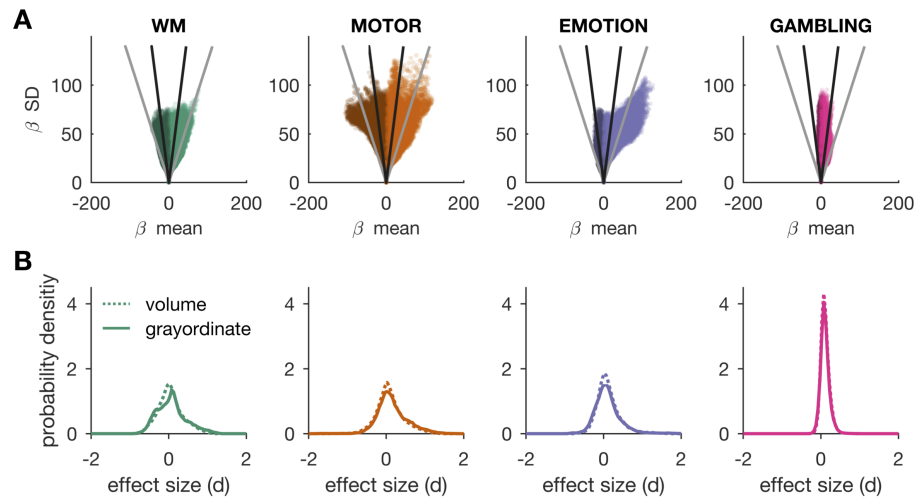 A
WM
MOTOR
EMOTION
GAMBLING
β SD
100
50
0
-200
0
200
β mean
100
50
0
-200
0
200
β mean
100
50
0
-200
0
200
β mean
100
50
0
-200
0
200
β mean
B
probability densitiy
4
2
0
volume
grayordinate
-2
0
2
effect size (d)
4
2
0
-2
0
2
effect size (d)
4
2
0
-2
0
2
effect size (d)
4
2
0
-2
0
2
effect size (d)